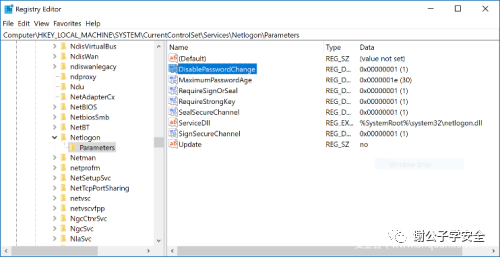 Registry Editor
File Edit View Favorites Help
Computer\HKEY_LOCAL_MACHINE\SYSTEM\CurrentControlSet\Services\Netlogon\Parameters
NdisVirtualBus
NdisWan
ndiswanlegacy
ndproxy
Ndu
NetAdapterCx
NetBIOS
NetbiosSmb
NetBT
Netlogon
Parameters
Netman
netprofm
NetSetupSvc
NetTcpPortSharing
netvsc
netvscvfpp
NgcCtnrSvc
NgcSvc
NlaSvc
Name Type Data
(Default) REG_SZ (value not set)
DisablePasswordChange REG_D... 0x00000001 (1)
MaximumPasswordAge REG_D... 0x0000001e (30)
RequireSignOrSeal REG_D... 0x00000001 (1)
RequireStrongKey REG_D... 0x00000001 (1)
SealSecureChannel REG_D... 0x00000001 (1)
ServiceDll REG_EX... %SystemRoot%\system32\netlogon.dll
SignSecureChannel REG_D... 0x00000001 (1)
Update REG_SZ no
谢公子学安全